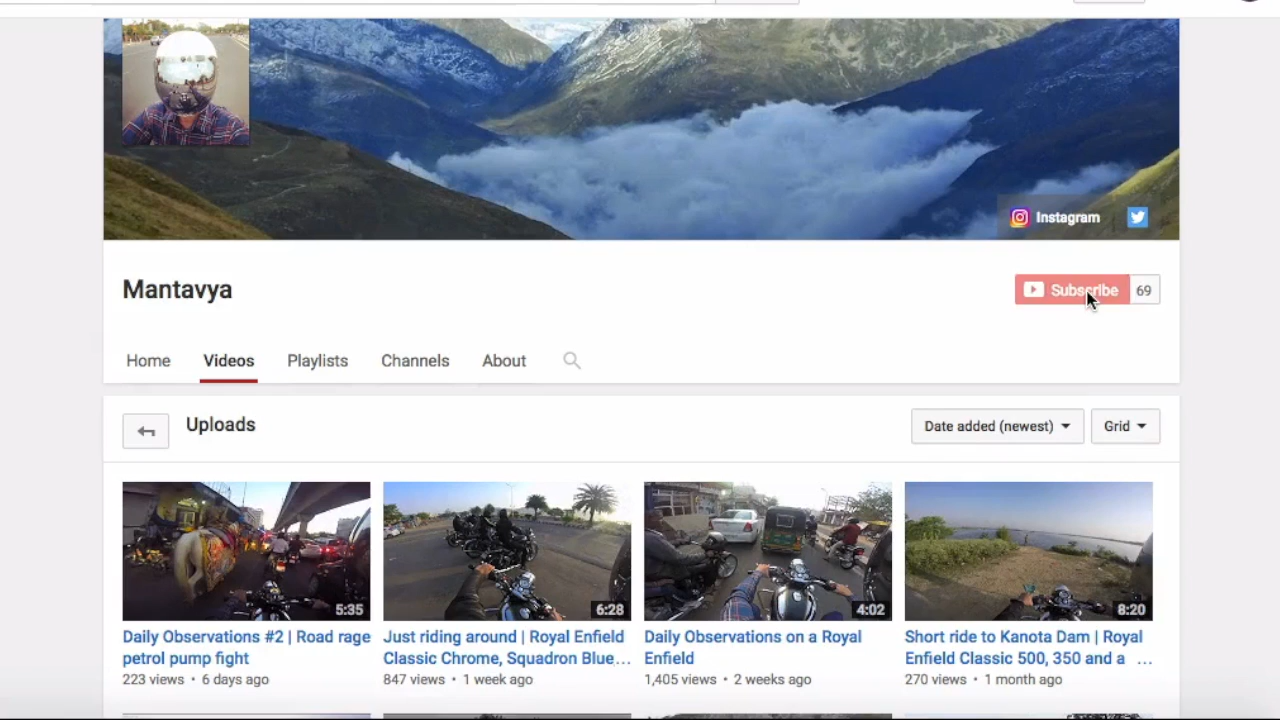 Instagram
Mantavya
Subscribe 69
Home Videos Playlists Channels About
Uploads
Date added (newest) Grid
5:35
6:28
4:02
8:20
Daily Observations #2 | Road rage
petrol pump fight
223 views • 6 days ago
Just riding around | Royal Enfield
Classic Chrome, Squadron Blue...
847 views • 1 week ago
Daily Observations on a Royal
Enfield
1,405 views • 2 weeks ago
Short ride to Kanota Dam | Royal
Enfield Classic 500, 350 and a ...
270 views • 1 month ago